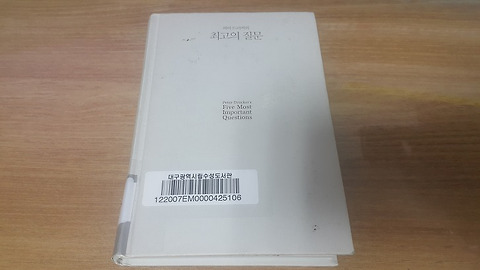 최고의 질문
Peter Drucker's
Five Most
Important
Questions
대구광역시립수성도서관
122007EM0000425106